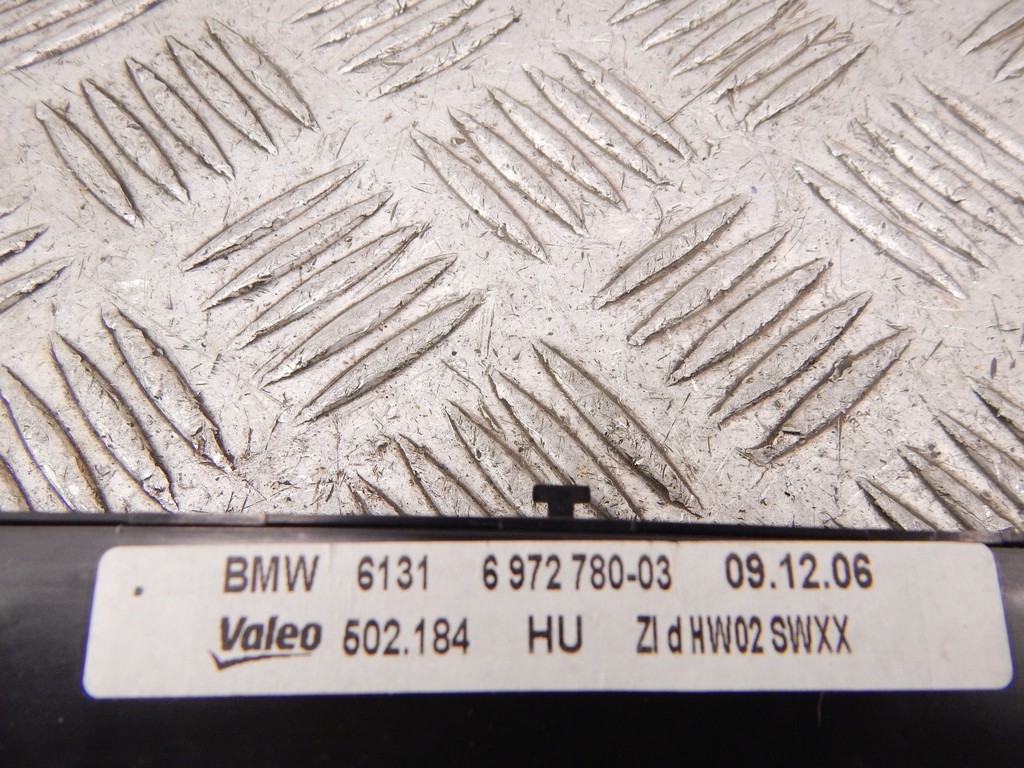 BMW 6131 6 972 780-03 09.12.06
Valeo 502.184 HU ZI d HW02 SWXX